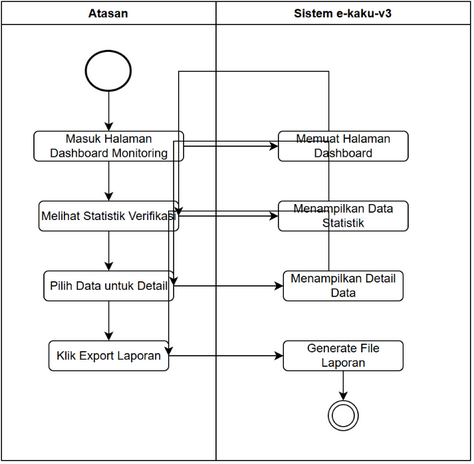 Atasan
Sistem e-kaku-v3
Masuk Halaman
Dashboard Monitoring
Memuat Halaman
Dashboard
Melihat Statistik Verifikasi
Menampilkan Data
Statistik
Pilih Data untuk Detail
Menampilkan Detail
Data
Klik Export Laporan
Generate File
Laporan